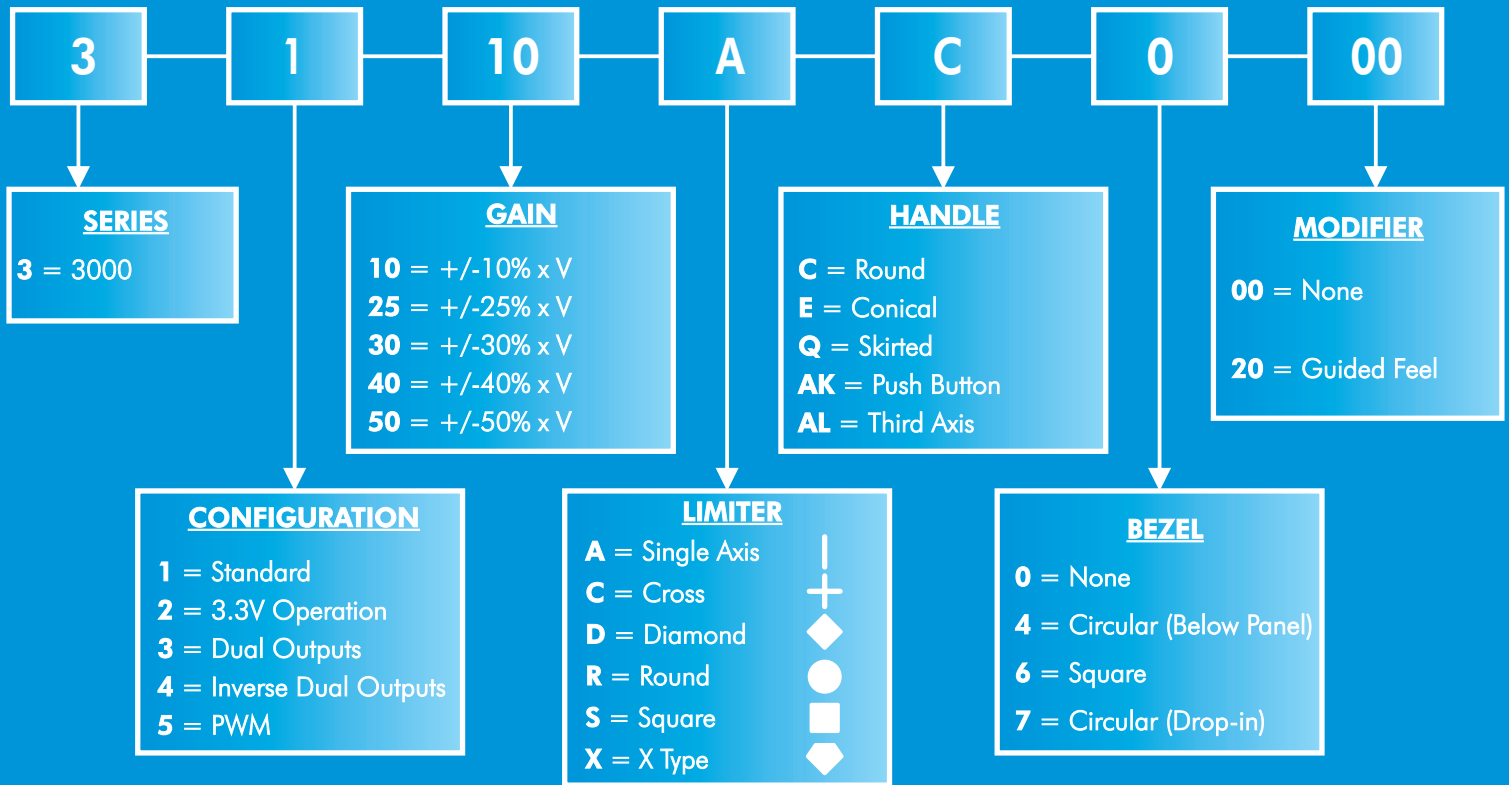 3 1 10 A C 0 00
SERIES
3 = 3000
GAIN
10 = +/-10% x V
25 = +/-25% x V
30 = +/-30% x V
40 = +/-40% x V
50 = +/-50% x V
HANDLE
C = Round
E = Conical
Q = Skirted
AK = Push Button
AL = Third Axis
MODIFIER
00 = None
20 = Guided Feel
CONFIGURATION
1 = Standard
2 = 3.3V Operation
3 = Dual Outputs
4 = Inverse Dual Outputs
5 = PWM
LIMITER
A = Single Axis
C = Cross
D = Diamond
R = Round
S = Square
X = X Type
BEZEL
0 = None
4 = Circular (Below Panel)
6 = Square
7 = Circular (Drop-in)